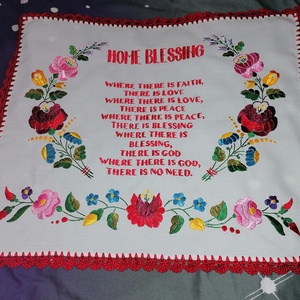 HOME BLESSING
WHERE THERE IS FAITH,
THERE IS LOVE
WHERE THERE IS LOVE,
THERE IS PEACE
WHERE THERE IS PEACE,
THERE IS BLESSING
WHERE THERE IS
BLESSING,
THERE IS GOD
WHERE THERE IS GOD,
THERE IS NO NEED.